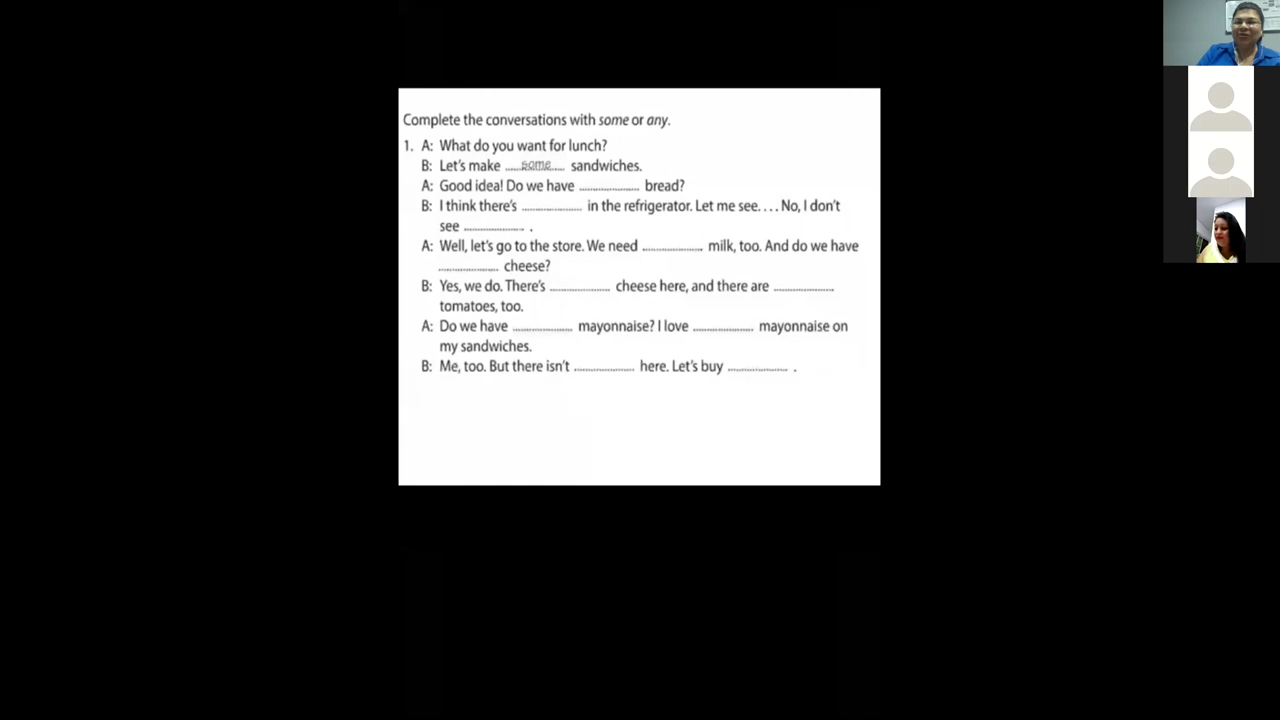 Complete the conversations with some or any.
1. A: What do you want for lunch?
B: Let's make some sandwiches.
A: Good idea! Do we have .................. bread?
B: I think there's .................. in the refrigerator. Let me see. . . . No, I don't
see .................. .
A: Well, let's go to the store. We need .................. milk, too. And do we have
.................. cheese?
B: Yes, we do. There's .................. cheese here, and there are ..................
tomatoes, too.
A: Do we have .................. mayonnaise? I love .................. mayonnaise on
my sandwiches.
B: Me, too. But there isn't .................. here. Let's buy .................. .